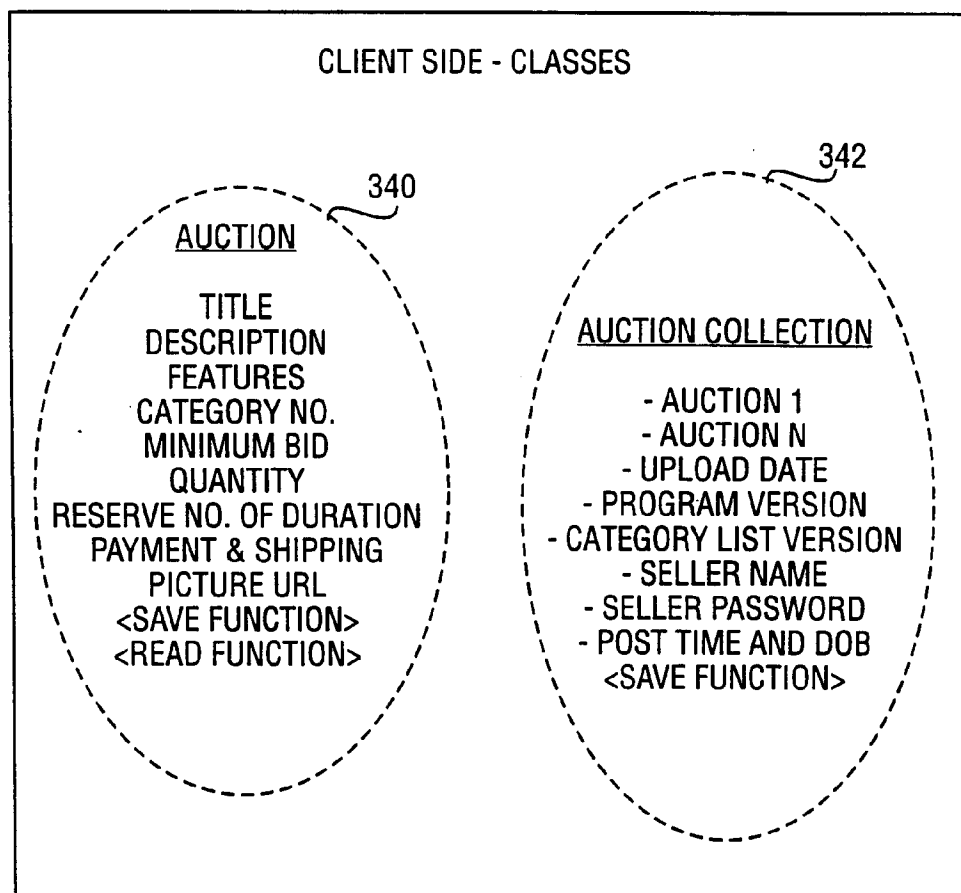 CLIENT SIDE - CLASSES
340
AUCTION
TITLE
DESCRIPTION
FEATURES
CATEGORY NO.
MINIMUM BID
QUANTITY
RESERVE NO. OF DURATION
PAYMENT & SHIPPING
PICTURE URL
<SAVE FUNCTION>
<READ FUNCTION>
342
AUCTION COLLECTION
- AUCTION 1
- AUCTION N
- UPLOAD DATE
- PROGRAM VERSION
- CATEGORY LIST VERSION
- SELLER NAME
- SELLER PASSWORD
- POST TIME AND DOB
<SAVE FUNCTION>